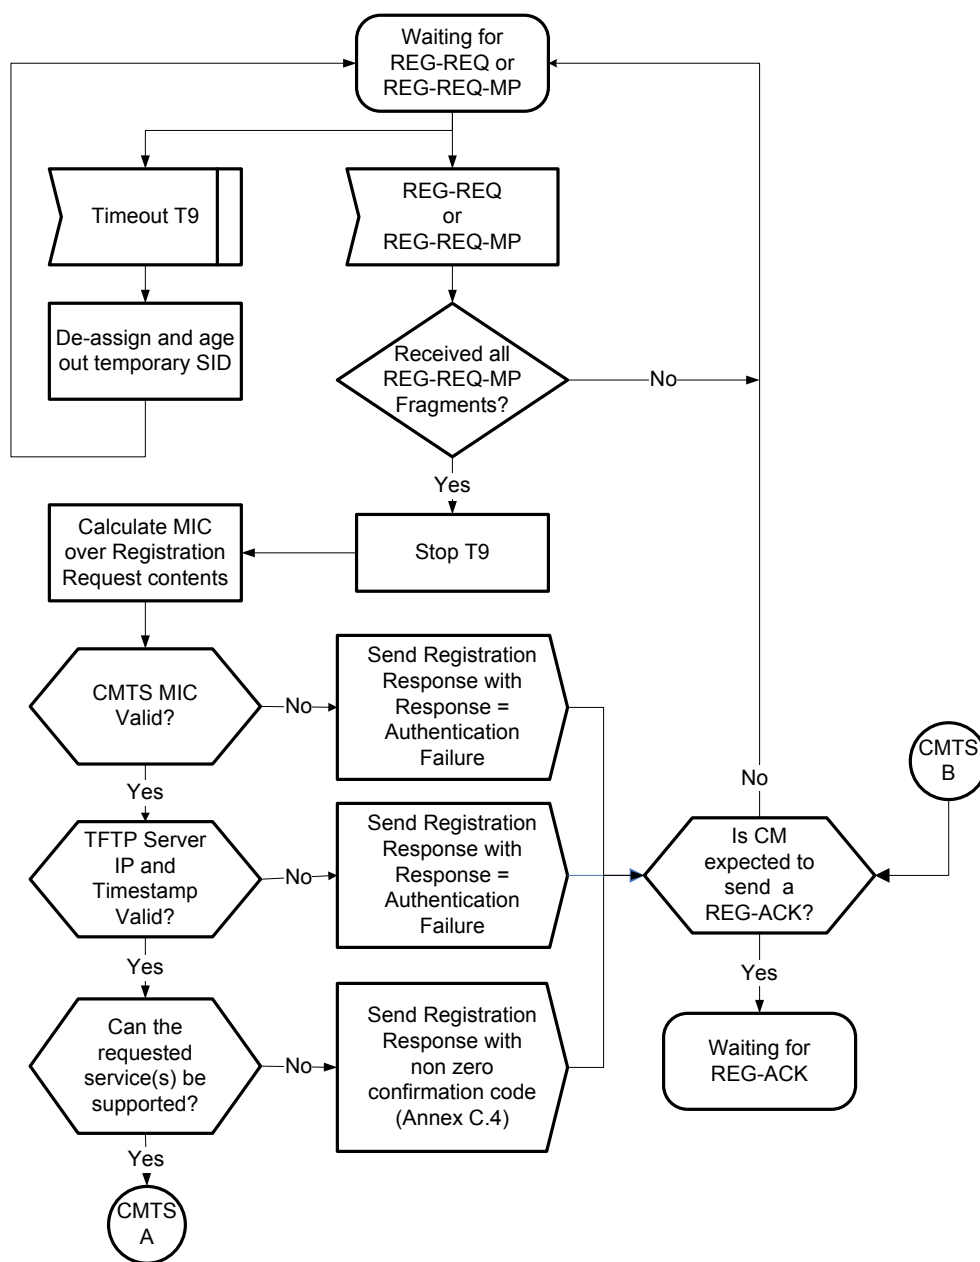 Waiting for
REG-REQ or
REG-REQ-MP
Timeout T9
REG-REQ
or
REG-REQ-MP
De-assign and age
out temporary SID
Received all
REG-REQ-MP
Fragments?
No
Yes
Calculate MIC
over Registration
Request contents
Stop T9
CMTS MIC
Valid?
No
Send Registration
Response with
Response =
Authentication
Failure
Yes
TFTP Server
IP and
Timestamp
Valid?
No
Send Registration
Response with
Response =
Authentication
Failure
CMTS
B
No
Is CM
expected to
send a
REG-ACK?
Yes
Waiting for
REG-ACK
Yes
Can the
requested
service(s) be
supported?
No
Send Registration
Response with
non zero
confirmation code
(Annex C.4)
Yes
CMTS
A